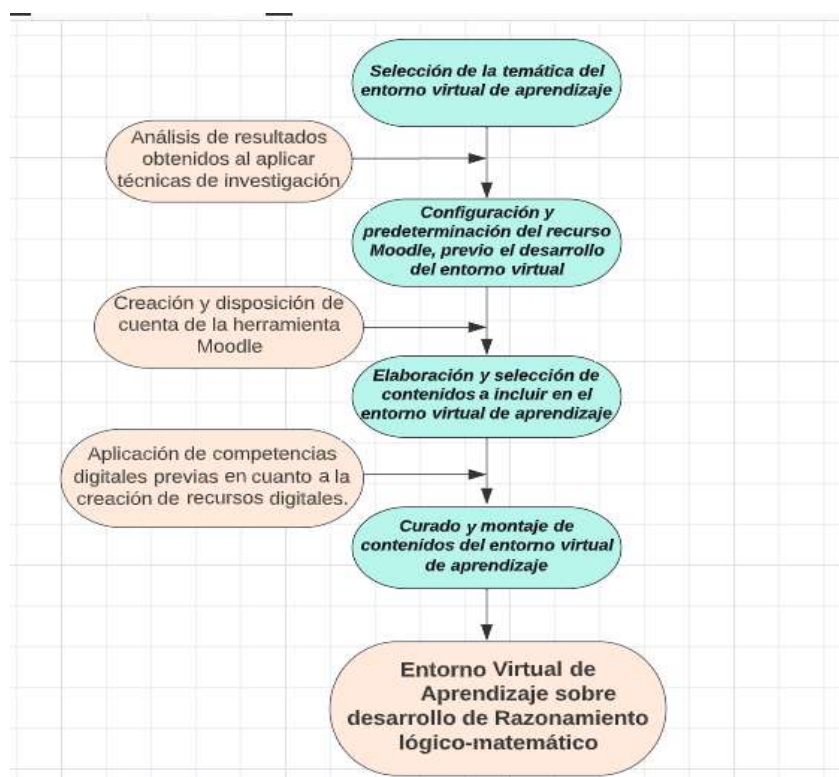 Selección de la temática del
entorno virtual de aprendizaje
Análisis de resultados
obtenidos al aplicar
técnicas de investigación
Configuración y
predeterminación del recurso
Moodle, previo el desarrollo
del entorno virtual
Creación y disposición de
cuenta de la herramienta
Moodle
Elaboración y selección de
contenidos a incluir en el
entorno virtual de aprendizaje
Aplicación de competencias
digitales previas en cuanto a la
creación de recursos digitales.
Curado y montaje de
contenidos del entorno virtual
de aprendizaje
Entorno Virtual de
Aprendizaje sobre
desarrollo de Razonamiento
lógico-matemático